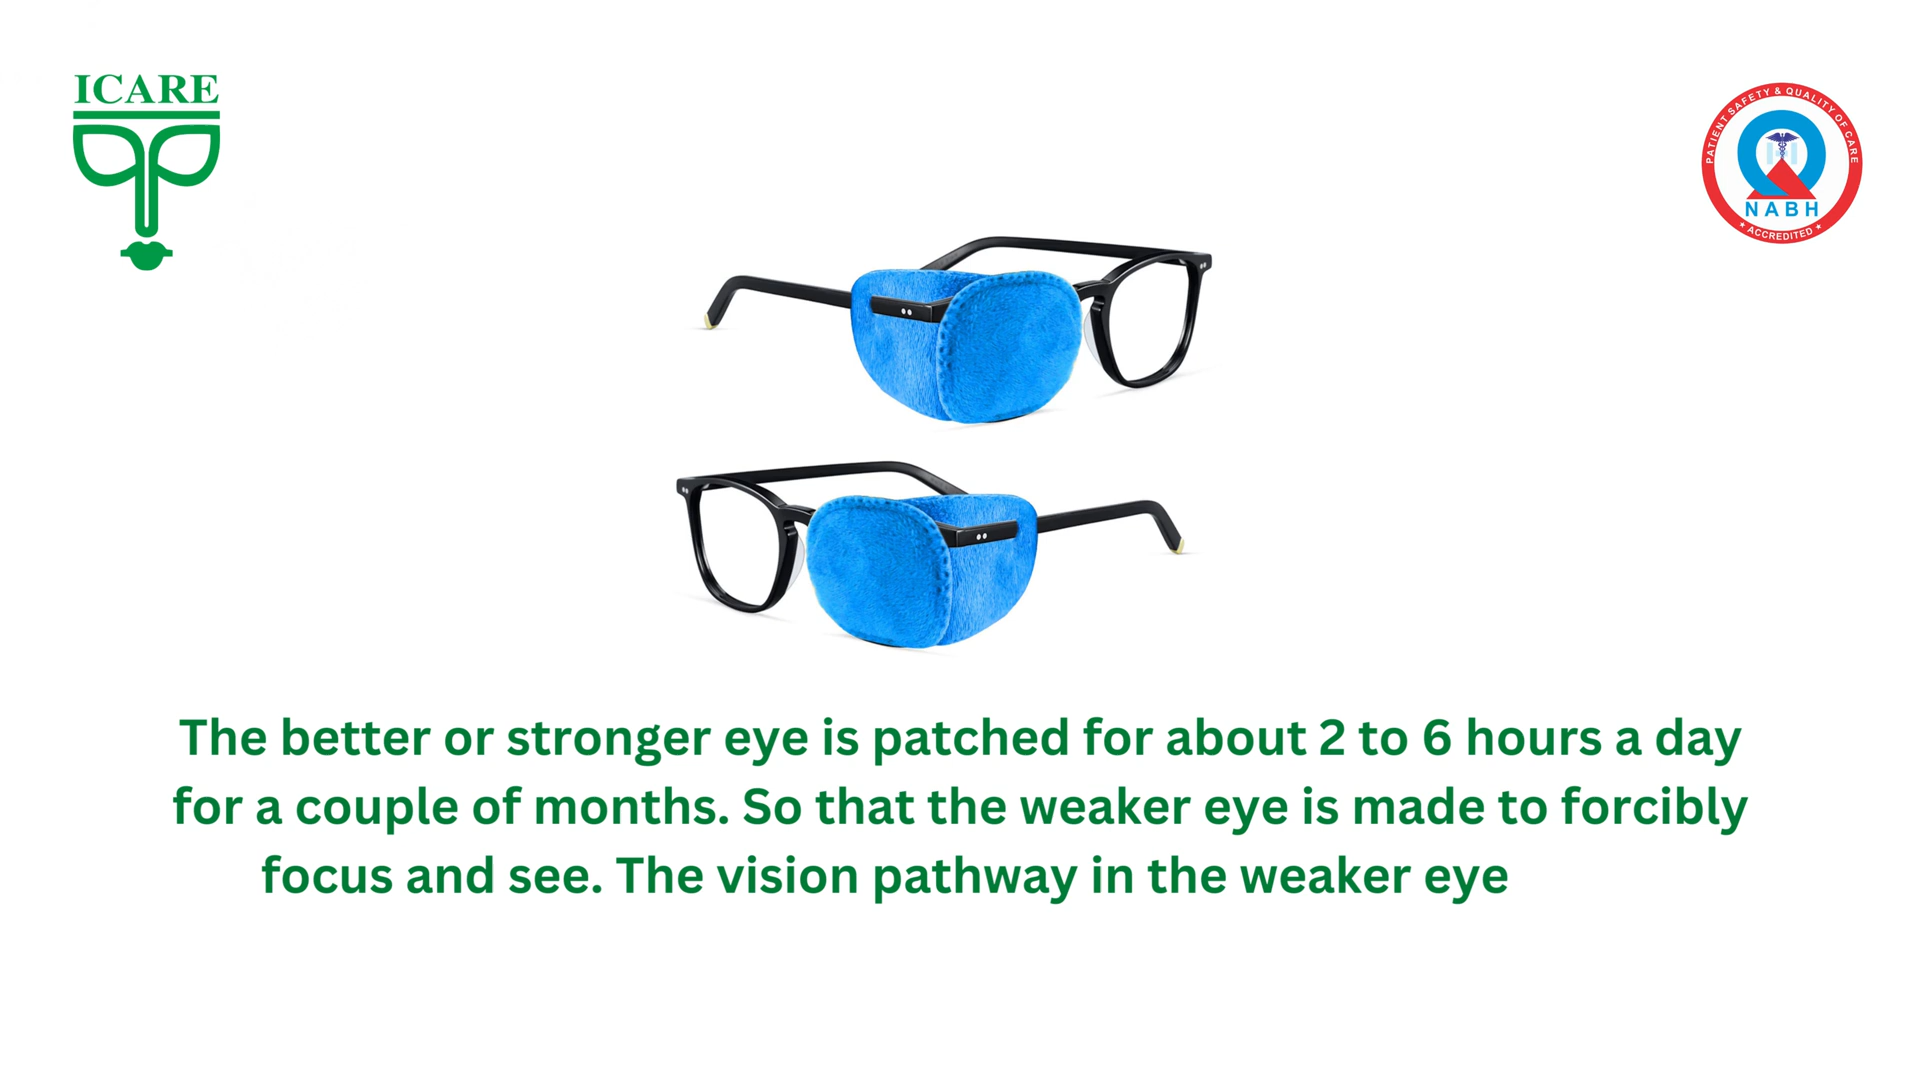 ICARE
PATIENT SAFETY & QUALITY OF CARE
NABH
* ACCREDITED *
The better or stronger eye is patched for about 2 to 6 hours a day
for a couple of months. So that the weaker eye is made to forcibly
focus and see. The vision pathway in the weaker eye